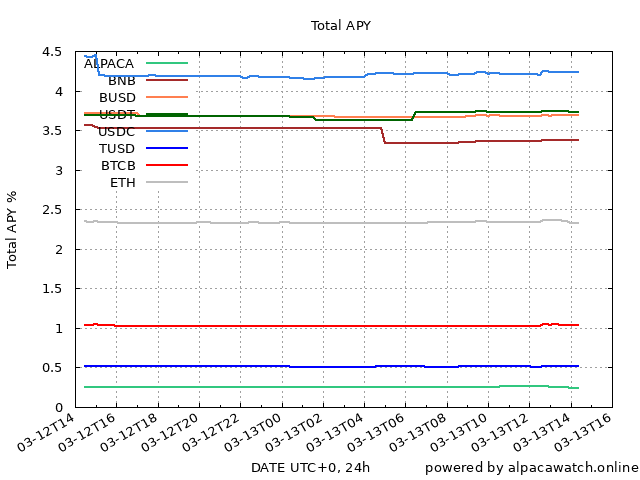 Total APY
Total APY %
4.5
4
3.5
3
2.5
2
1.5
1
0.5
0
ALPACA
BNB
BUSD
USDT
USDC
TUSD
BTCB
ETH
03-12T14
03-12T16
03-12T18
03-12T20
03-12T22
03-13T00
03-13T02
03-13T04
03-13T06
03-13T08
03-13T10
03-13T12
03-13T14
03-13T16
DATE UTC+0, 24h
powered by alpacawatch.online